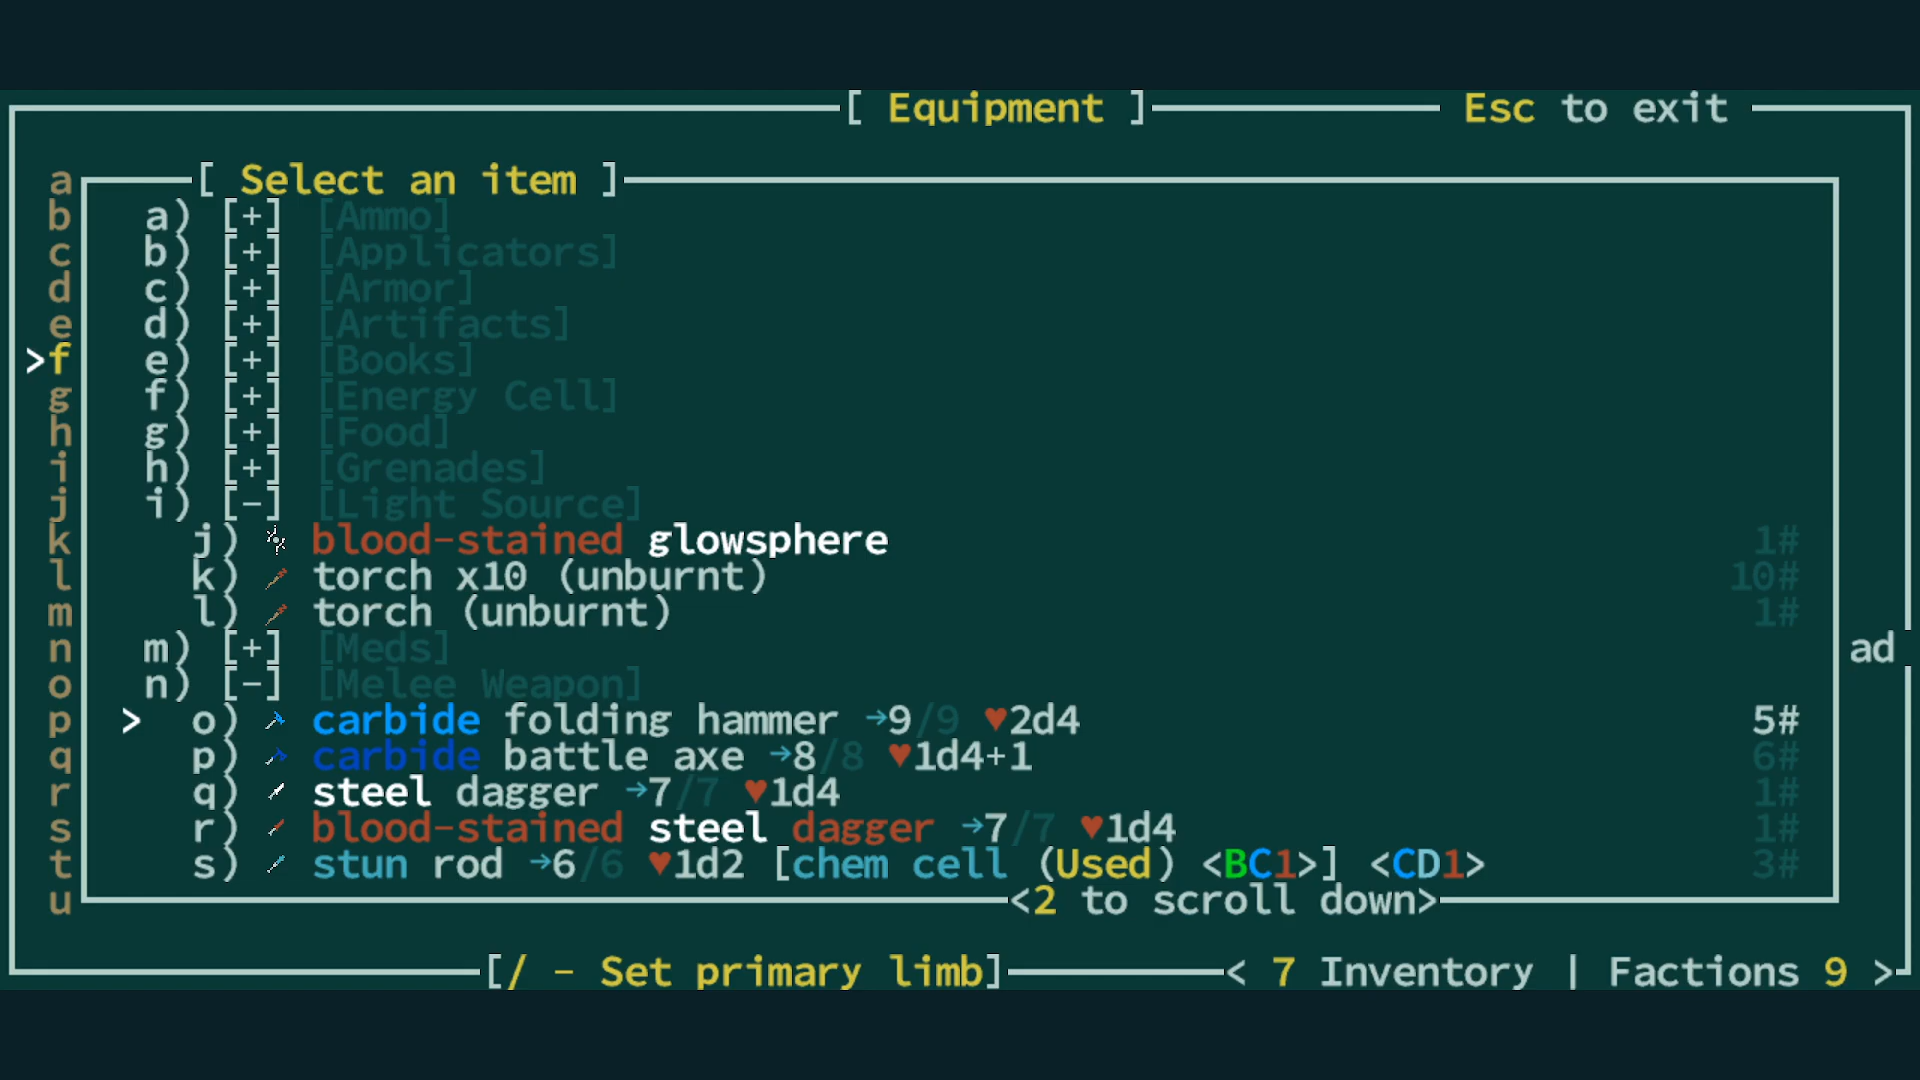 [ Equipment ] Esc to exit
a [ Select an item ]
b a) [+] [Ammo]
c b) [+] [Applicators]
d c) [+] [Armor]
e d) [+] [Artifacts]
>f e) [+] [Books]
g f) [+] [Energy Cell]
h g) [+] [Food]
i h) [+] [Grenades]
j i) [-] [Light Source]
k j) blood-stained glowsphere 1#
l k) torch x10 (unburnt) 10#
m l) torch (unburnt) 1#
n m) [+] [Meds] ad
o n) [-] [Melee Weapon]
p > o) carbide folding hammer →9/9 ♥2d4 5#
q p) carbide battle axe →8/8 ♥1d4+1 6#
r q) steel dagger →7/7 ♥1d4 1#
s r) blood-stained steel dagger →7/7 ♥1d4 1#
t s) stun rod →6/6 ♥1d2 [chem cell (Used) <BC1>] <CD1> 3#
u <2 to scroll down>
[/ - Set primary limb] < 7 Inventory | Factions 9 >